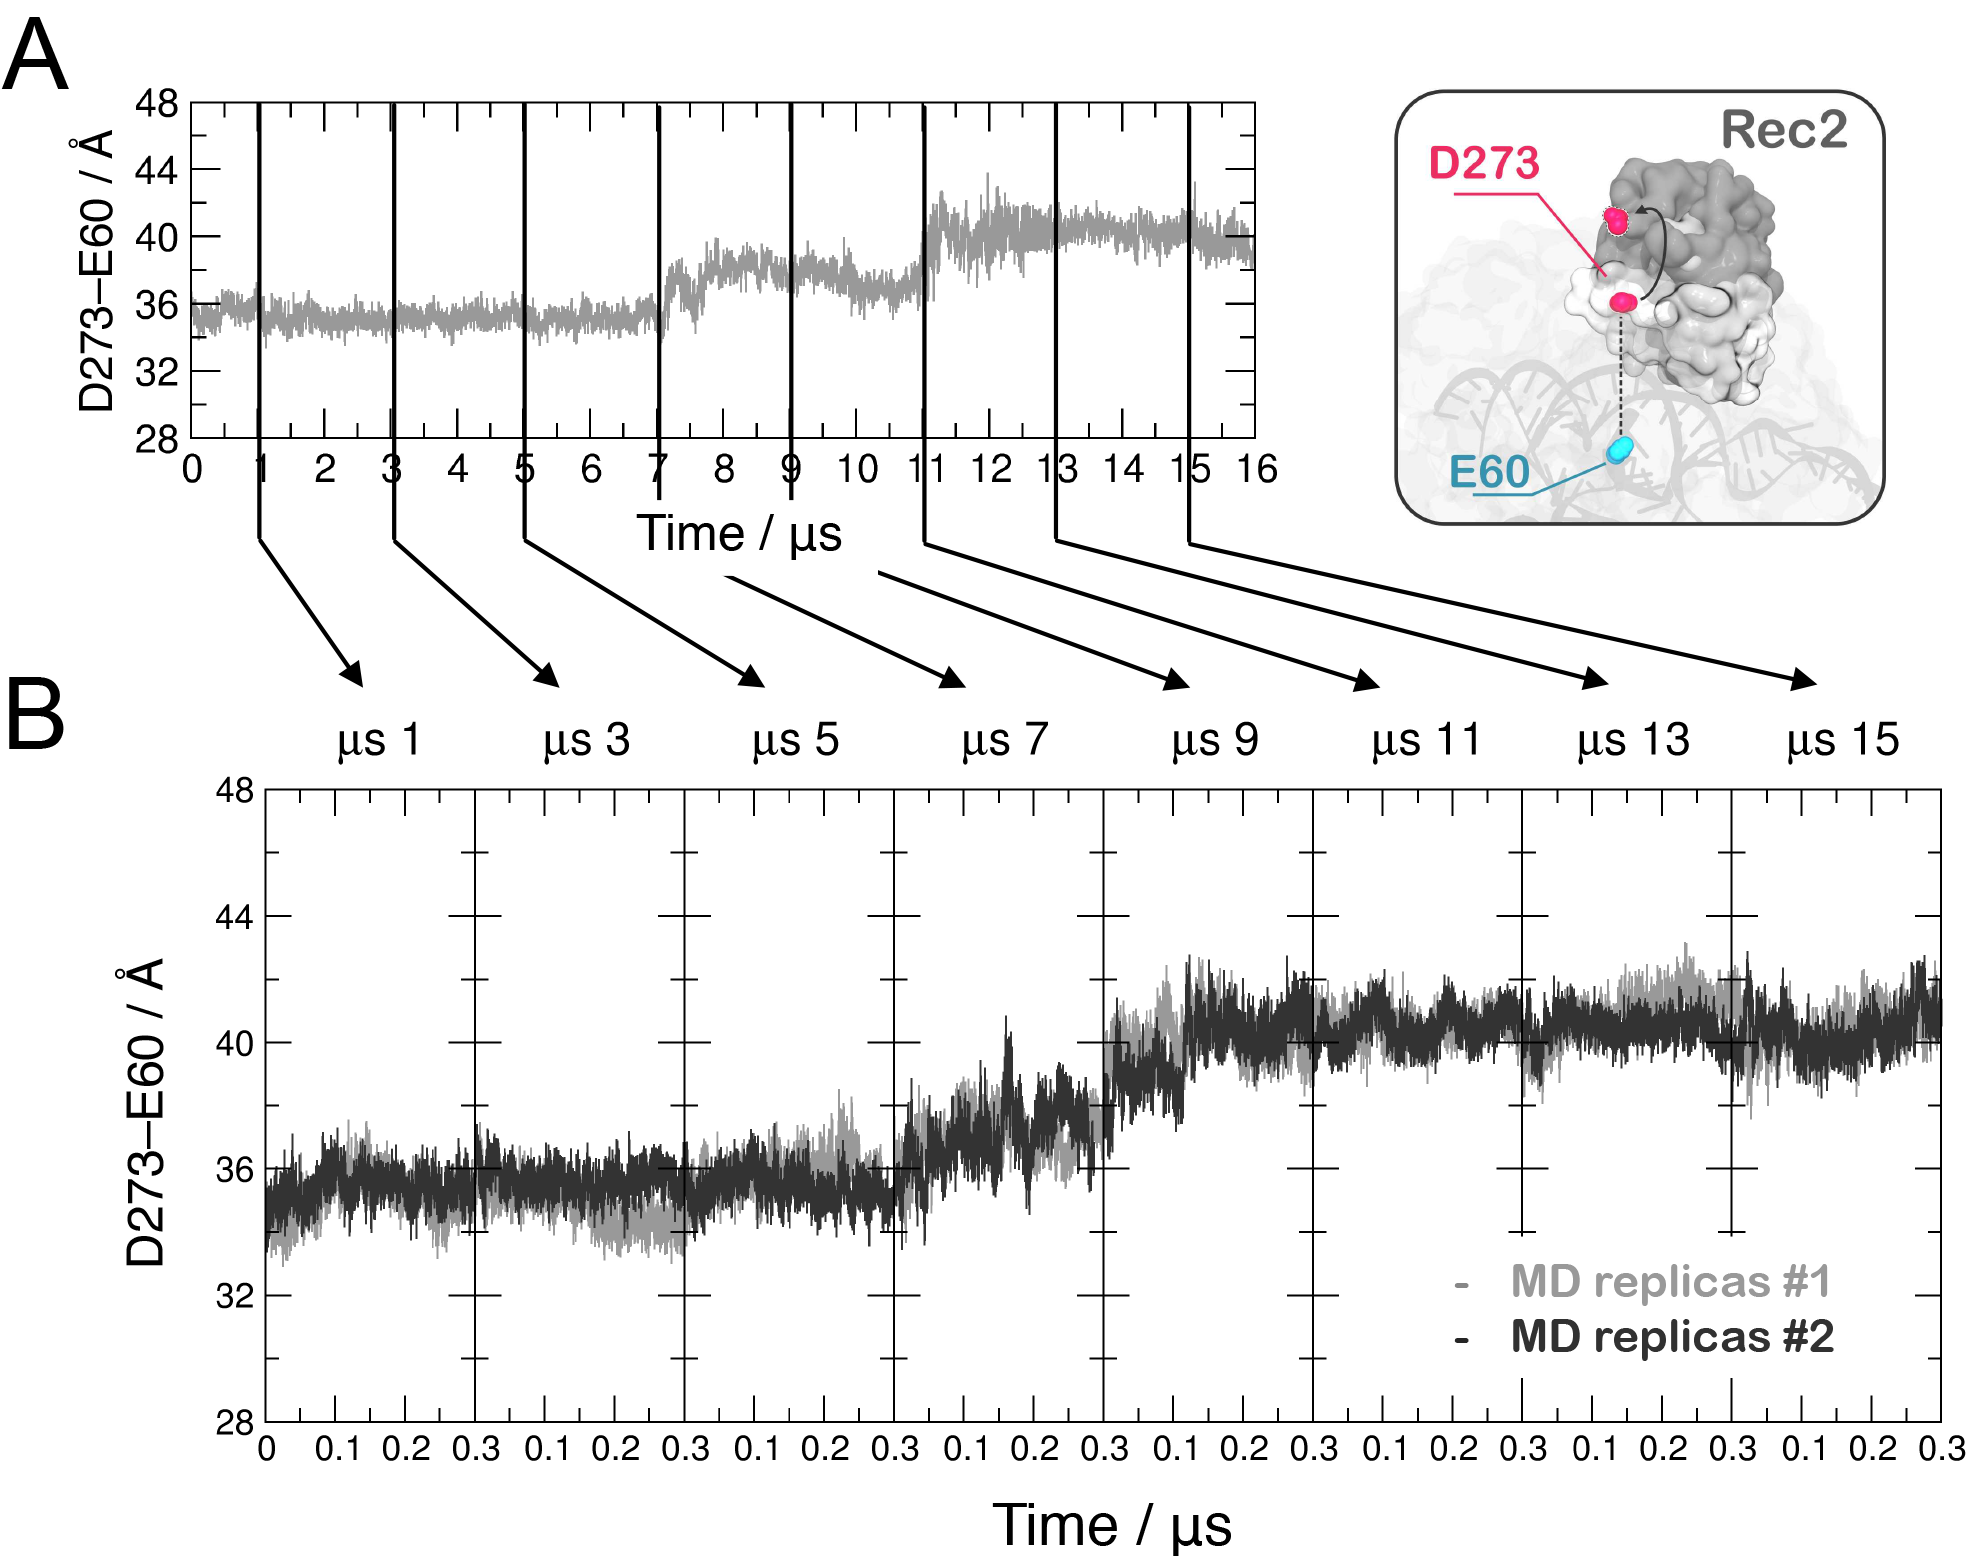 A
D273–E60 / Å
48
44
40
36
32
28
0 1 2 3 4 5 6 7 8 9 10 11 12 13 14 15 16
Time / μs
Rec2
D273
E60
B
μs 1 μs 3 μs 5 μs 7 μs 9 μs 11 μs 13 μs 15
D273–E60 / Å
48
44
40
36
32
28
- MD replicas #1
- MD replicas #2
0 0.1 0.2 0.3 0.1 0.2 0.3 0.1 0.2 0.3 0.1 0.2 0.3 0.1 0.2 0.3 0.1 0.2 0.3 0.1 0.2 0.3 0.1 0.2 0.3
Time / μs